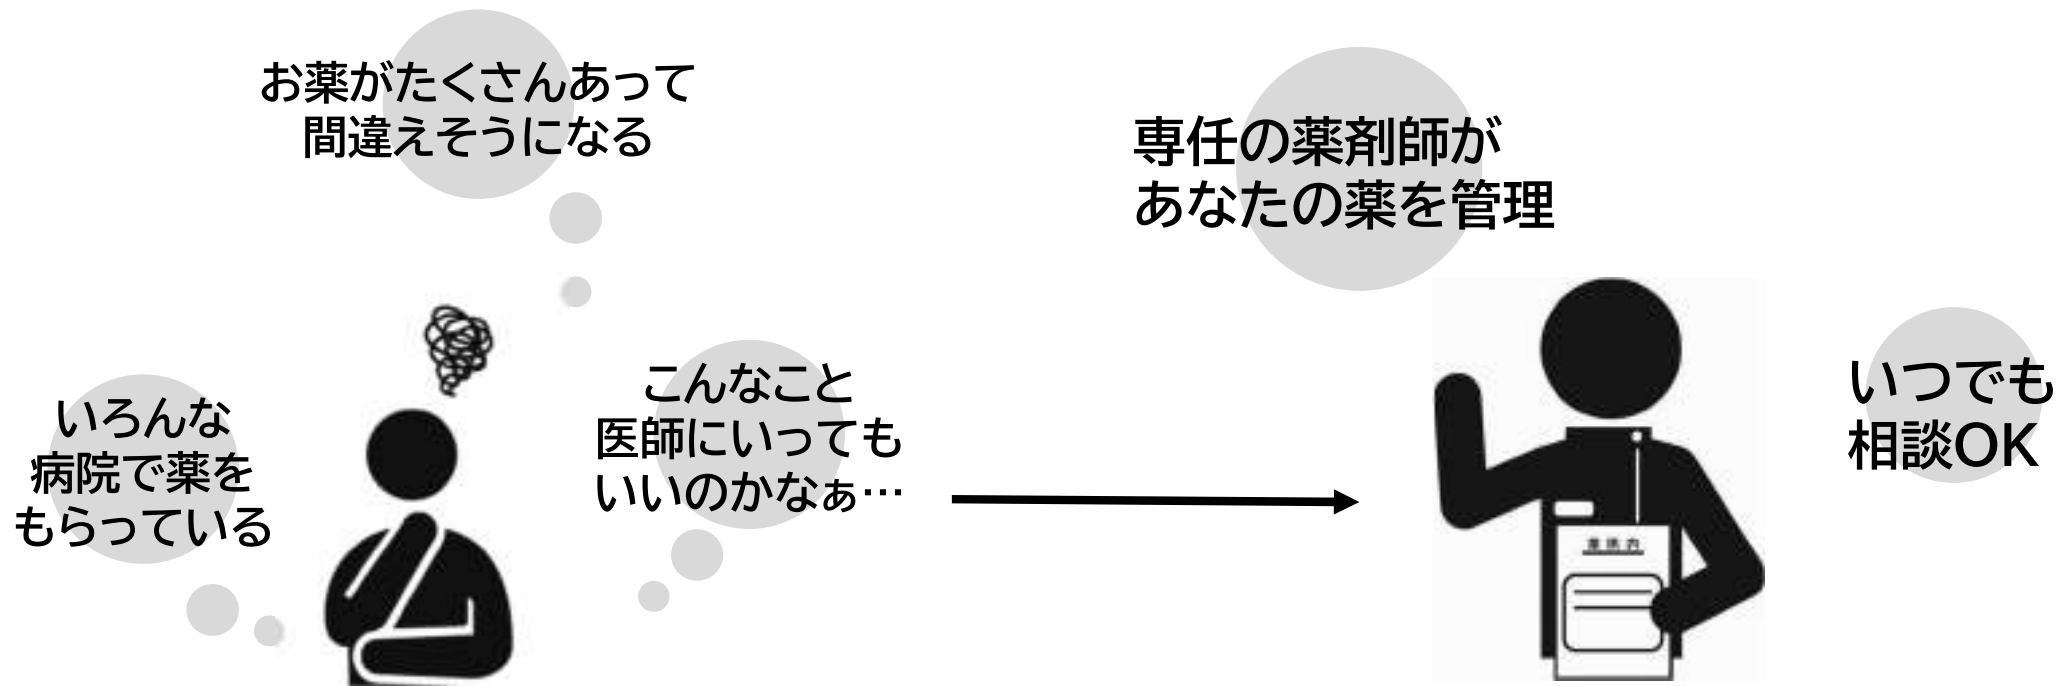 お薬がたくさんあって
間違えそうになる
いろんな
病院で薬を
もらっている
こんなこと
医師にいっても
いいのかなぁ…
専任の薬剤師が
あなたの薬を管理
いつでも
相談OK